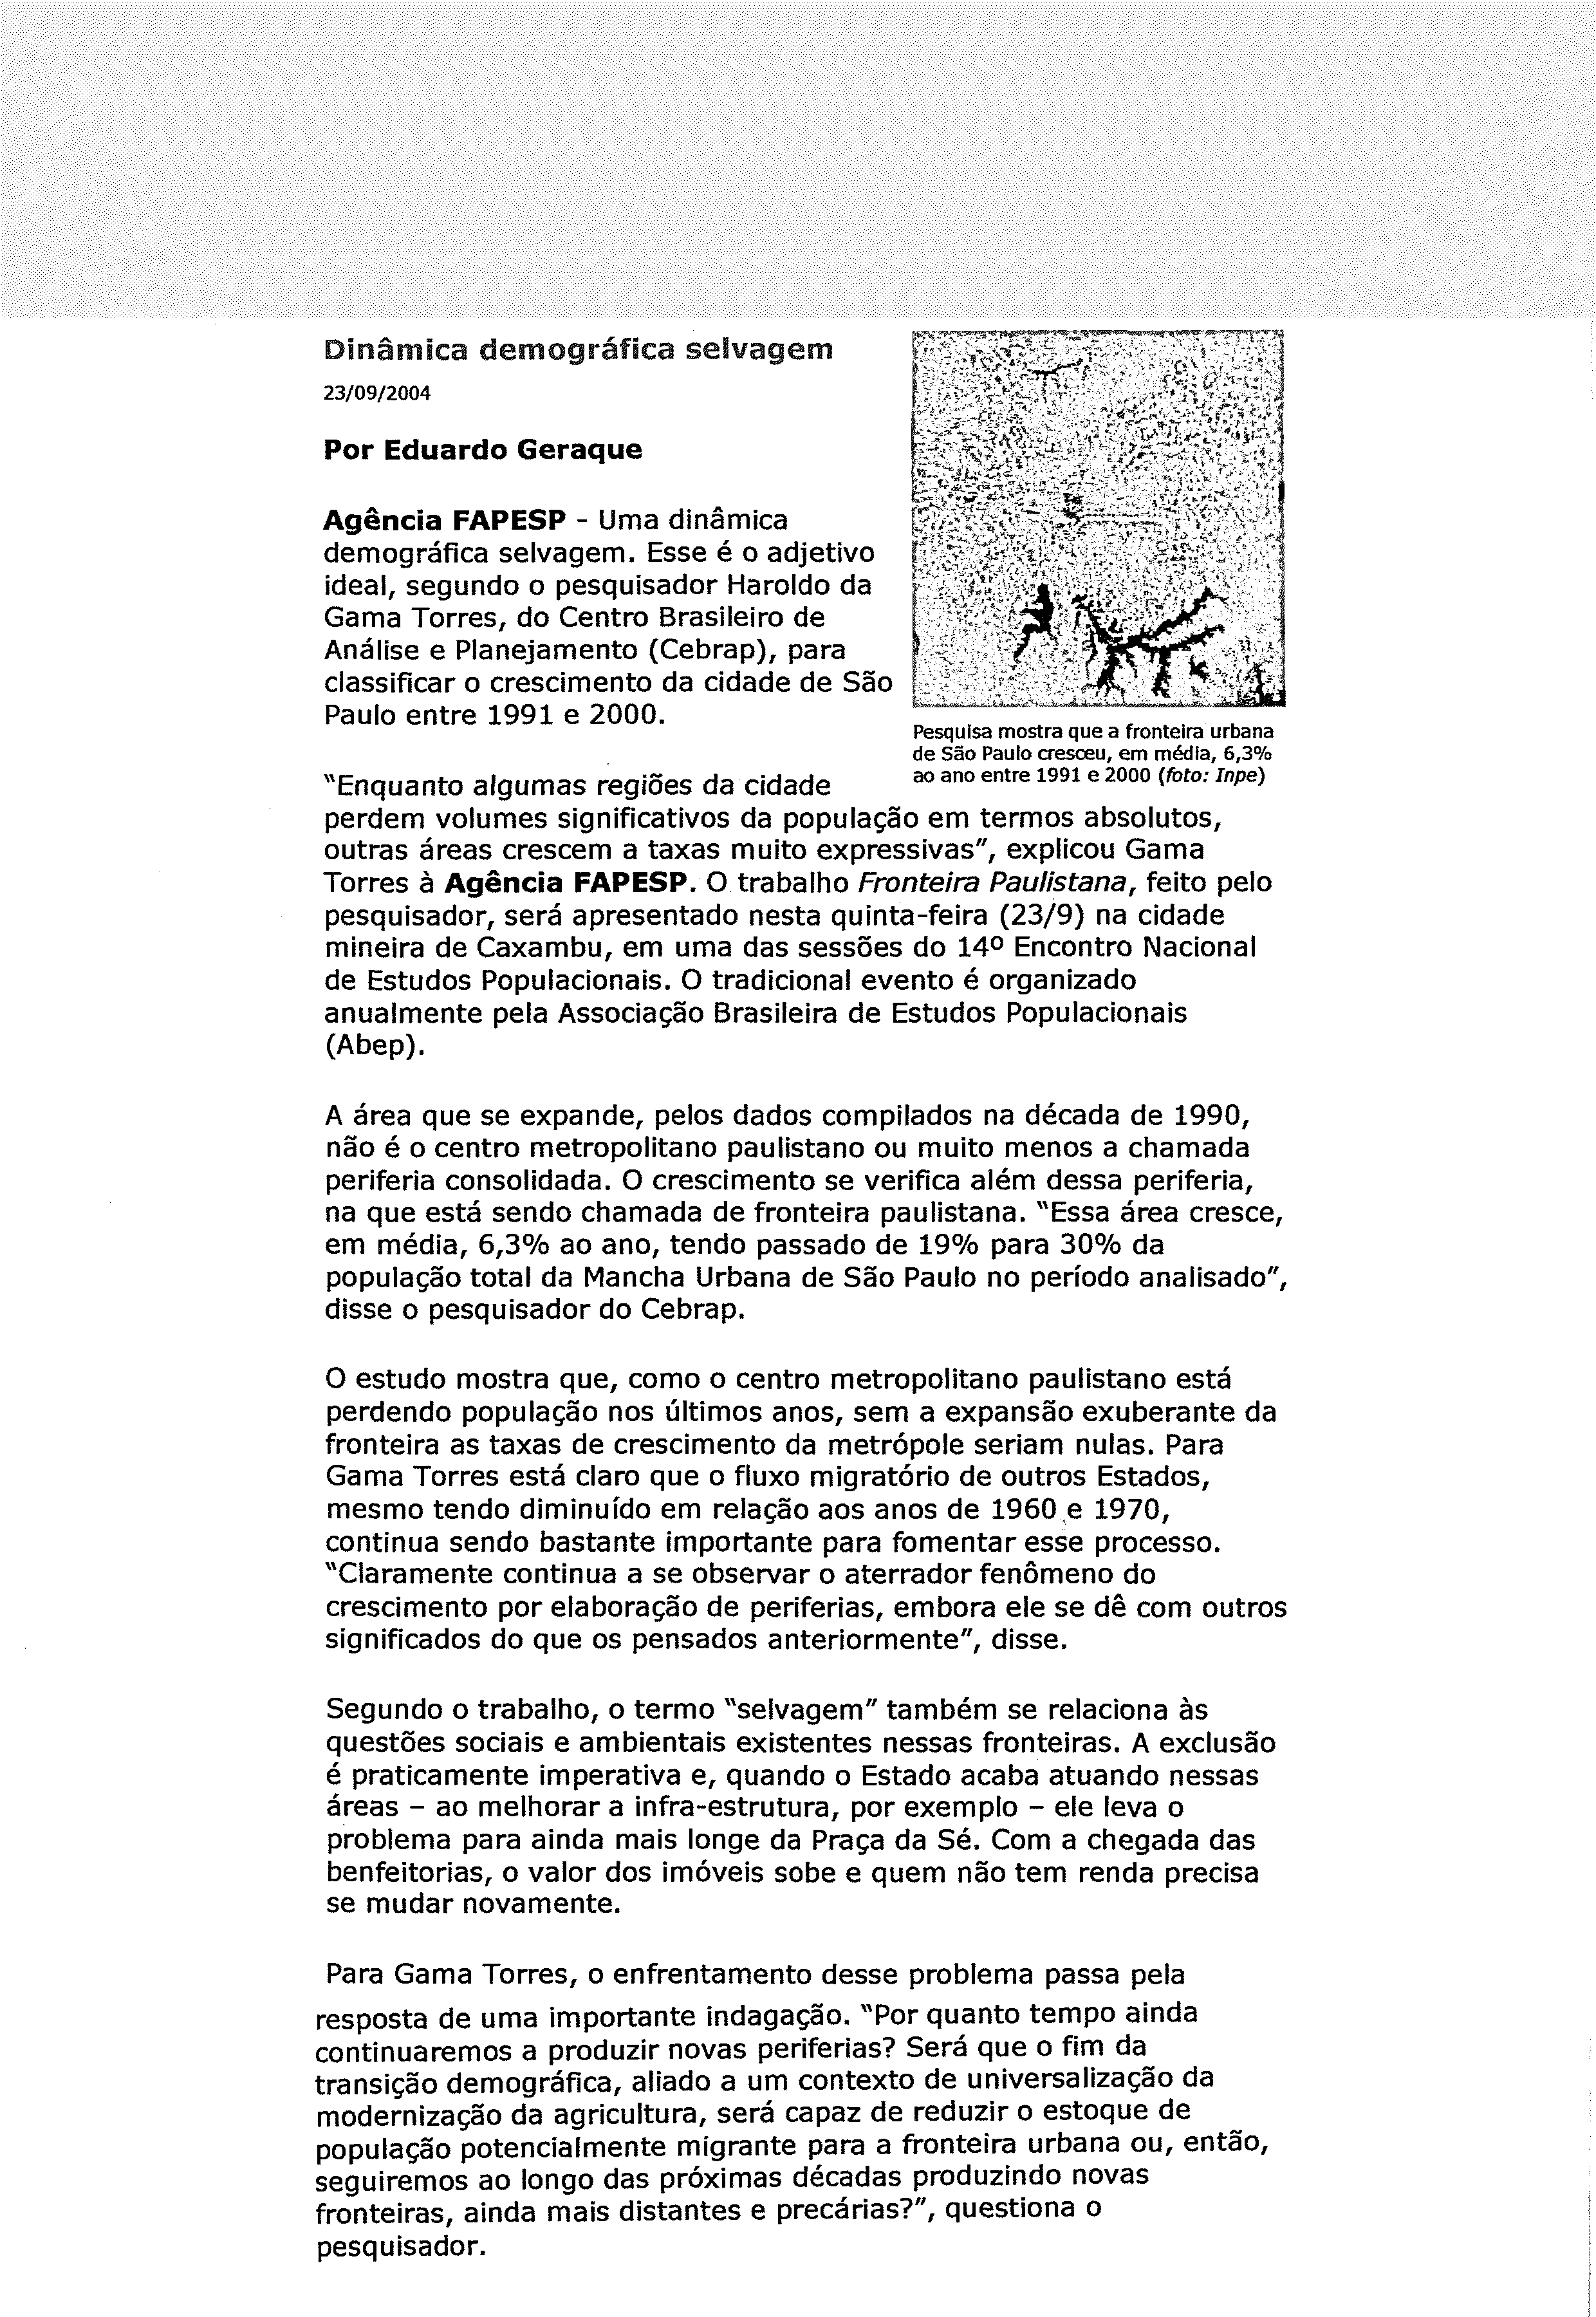 Dinâmica demográfica selvagem
23/09/2004
Por Eduardo Geraque
Agência FAPESP - Uma dinâmica
demográfica selvagem. Esse é o adjetivo
ideal, segundo o pesquisador Haroldo da
Gama Torres, do Centro Brasileiro de
Análise e Planejamento (Cebrap), para
classificar o crescimento da cidade de São
Paulo entre 1991 e 2000.
Pesquisa mostra que a fronteira urbana
de São Paulo cresceu, em média, 6,3%
ao ano entre 1991 e 2000 (foto: Inpe)
"Enquanto algumas regiões da cidade
perdem volumes significativos da população em termos absolutos,
outras áreas crescem a taxas muito expressivas", explicou Gama
Torres à Agência FAPESP. O trabalho Fronteira Paulistana, feito pelo
pesquisador, será apresentado nesta quinta-feira (23/9) na cidade
mineira de Caxambu, em uma das sessões do 14º Encontro Nacional
de Estudos Populacionais. O tradicional evento é organizado
anualmente pela Associação Brasileira de Estudos Populacionais
(Abep).
A área que se expande, pelos dados compilados na década de 1990,
não é o centro metropolitano paulistano ou muito menos a chamada
periferia consolidada. O crescimento se verifica além dessa periferia,
na que está sendo chamada de fronteira paulistana. "Essa área cresce,
em média, 6,3% ao ano, tendo passado de 19% para 30% da
população total da Mancha Urbana de São Paulo no período analisado",
disse o pesquisador do Cebrap.
O estudo mostra que, como o centro metropolitano paulistano está
perdendo população nos últimos anos, sem a expansão exuberante da
fronteira as taxas de crescimento da metrópole seriam nulas. Para
Gama Torres está claro que o fluxo migratório de outros Estados,
mesmo tendo diminuído em relação aos anos de 1960 e 1970,
continua sendo bastante importante para fomentar esse processo.
"Claramente continua a se observar o aterrador fenômeno do
crescimento por elaboração de periferias, embora ele se dê com outros
significados do que os pensados anteriormente", disse.
Segundo o trabalho, o termo "selvagem" também se relaciona às
questões sociais e ambientais existentes nessas fronteiras. A exclusão
é praticamente imperativa e, quando o Estado acaba atuando nessas
áreas – ao melhorar a infra-estrutura, por exemplo – ele leva o
problema para ainda mais longe da Praça da Sé. Com a chegada das
benfeitorias, o valor dos imóveis sobe e quem não tem renda precisa
se mudar novamente.
Para Gama Torres, o enfrentamento desse problema passa pela
resposta de uma importante indagação. "Por quanto tempo ainda
continuaremos a produzir novas periferias? Será que o fim da
transição demográfica, aliado a um contexto de universalização da
modernização da agricultura, será capaz de reduzir o estoque de
população potencialmente migrante para a fronteira urbana ou, então,
seguiremos ao longo das próximas décadas produzindo novas
fronteiras, ainda mais distantes e precárias?", questiona o
pesquisador.